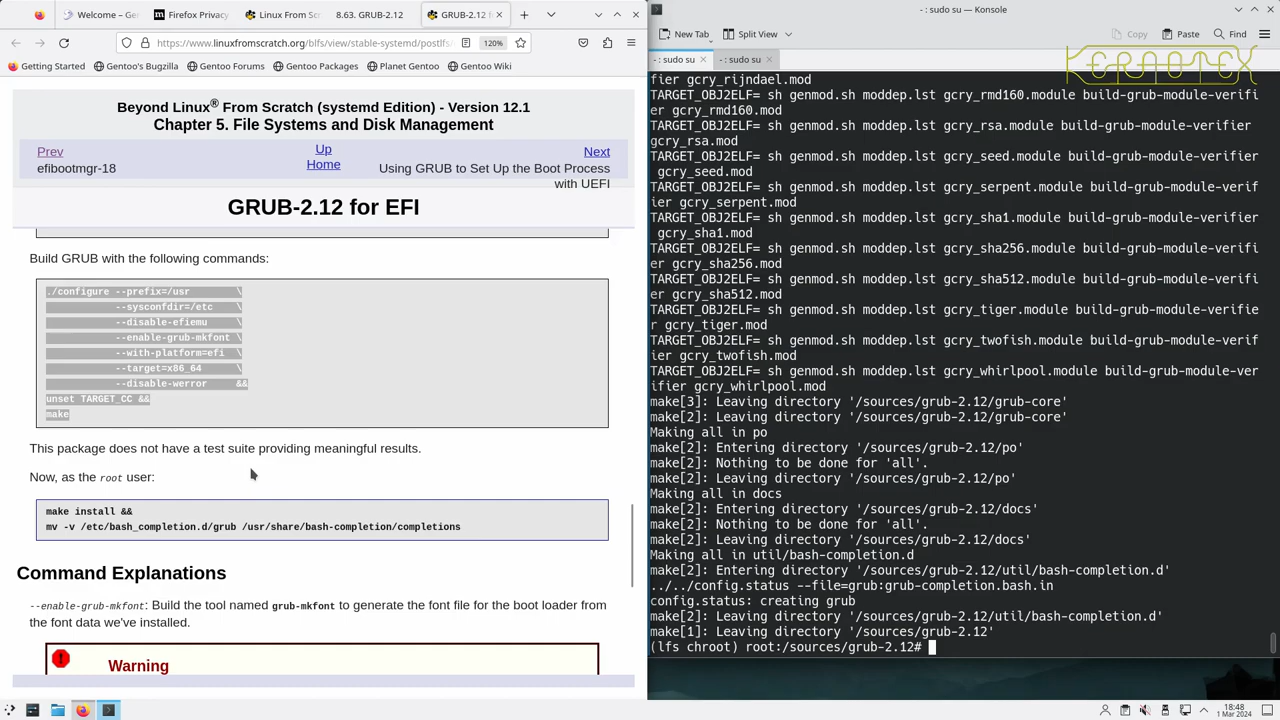 Welcome – Ge
Firefox Privacy
Linux From Scr
8.63. GRUB-2.12
GRUB-2.12 f
https://www.linuxfromscratch.org/blfs/view/stable-systemd/postlfs/
120%
Getting Started
Gentoo's Bugzilla
Gentoo Forums
Gentoo Packages
Planet Gentoo
Gentoo Wiki
Beyond Linux® From Scratch (systemd Edition) - Version 12.1
Chapter 5. File Systems and Disk Management
Prev
efibootmgr-18
Up
Home
Next
Using GRUB to Set Up the Boot Process
with UEFI
GRUB-2.12 for EFI
Build GRUB with the following commands:
./configure --prefix=/usr \
--sysconfdir=/etc \
--disable-efiemu \
--enable-grub-mkfont \
--with-platform=efi \
--target=x86_64 \
--disable-werror &&
unset TARGET_CC &&
make
This package does not have a test suite providing meaningful results.
Now, as the root user:
make install &&
mv -v /etc/bash_completion.d/grub /usr/share/bash-completion/completions
Command Explanations
--enable-grub-mkfont: Build the tool named grub-mkfont to generate the font file for the boot loader from
the font data we've installed.
Warning
- : sudo su — Konsole
New Tab
Split View
Copy
Paste
Find
- : sudo su
- : sudo su
KERNOTEX
fier gcry_rijndael.mod
TARGET_OBJ2ELF= sh genmod.sh moddep.lst gcry_rmd160.module build-grub-module-verifi
er gcry_rmd160.mod
TARGET_OBJ2ELF= sh genmod.sh moddep.lst gcry_rsa.module build-grub-module-verifier
gcry_rsa.mod
TARGET_OBJ2ELF= sh genmod.sh moddep.lst gcry_seed.module build-grub-module-verifier
gcry_seed.mod
TARGET_OBJ2ELF= sh genmod.sh moddep.lst gcry_serpent.module build-grub-module-verif
ier gcry_serpent.mod
TARGET_OBJ2ELF= sh genmod.sh moddep.lst gcry_sha1.module build-grub-module-verifier
gcry_sha1.mod
TARGET_OBJ2ELF= sh genmod.sh moddep.lst gcry_sha256.module build-grub-module-verifi
er gcry_sha256.mod
TARGET_OBJ2ELF= sh genmod.sh moddep.lst gcry_sha512.module build-grub-module-verifi
er gcry_sha512.mod
TARGET_OBJ2ELF= sh genmod.sh moddep.lst gcry_tiger.module build-grub-module-verifie
r gcry_tiger.mod
TARGET_OBJ2ELF= sh genmod.sh moddep.lst gcry_twofish.module build-grub-module-verif
ier gcry_twofish.mod
TARGET_OBJ2ELF= sh genmod.sh moddep.lst gcry_whirlpool.module build-grub-module-ver
ifier gcry_whirlpool.mod
make[3]: Leaving directory '/sources/grub-2.12/grub-core'
make[2]: Leaving directory '/sources/grub-2.12/grub-core'
Making all in po
make[2]: Entering directory '/sources/grub-2.12/po'
make[2]: Nothing to be done for 'all'.
make[2]: Leaving directory '/sources/grub-2.12/po'
Making all in docs
make[2]: Entering directory '/sources/grub-2.12/docs'
make[2]: Nothing to be done for 'all'.
make[2]: Leaving directory '/sources/grub-2.12/docs'
Making all in util/bash-completion.d
make[2]: Entering directory '/sources/grub-2.12/util/bash-completion.d'
../../config.status --file=grub:grub-completion.bash.in
config.status: creating grub
make[2]: Leaving directory '/sources/grub-2.12/util/bash-completion.d'
make[1]: Leaving directory '/sources/grub-2.12'
(lfs chroot) root:/sources/grub-2.12#
18:48
1 Mar 2024